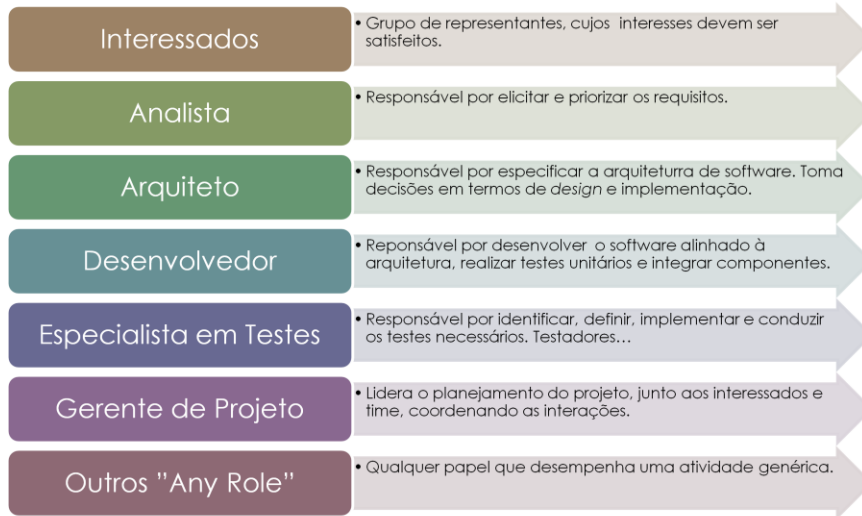 Interessados
• Grupo de representantes, cujos interesses devem ser
satisfeitos.
Analista
• Responsável por elicitar e priorizar os requisitos.
Arquiteto
• Responsável por especificar a arquiteturra de software. Toma
decisões em termos de design e implementação.
Desenvolvedor
• Reponsável por desenvolver o software alinhado à
arquitetura, realizar testes unitários e integrar componentes.
Especialista em Testes
• Responsável por identificar, definir, implementar e conduzir
os testes necessários. Testadores...
Gerente de Projeto
• Lidera o planejamento do projeto, junto aos interessados e
time, coordenando as interações.
Outros "Any Role"
• Qualquer papel que desempenha uma atividade genérica.